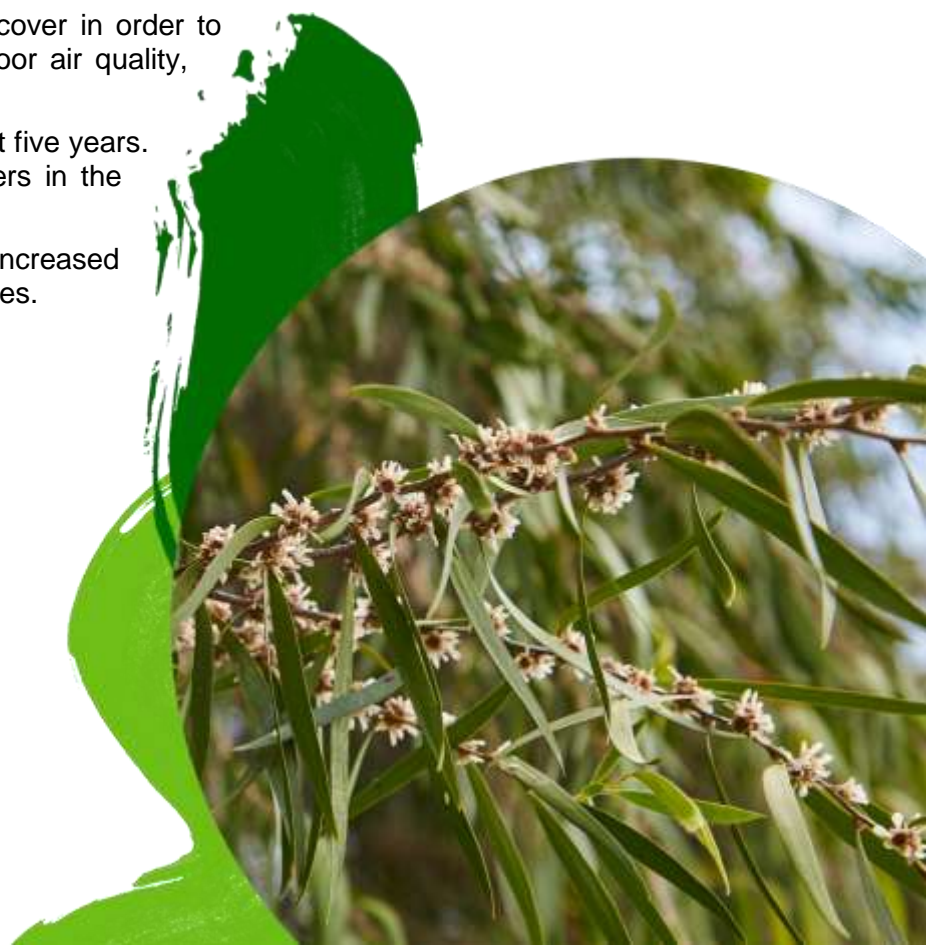 cover in order to
oor air quality,
t five years.
ers in the
ncreased
es.